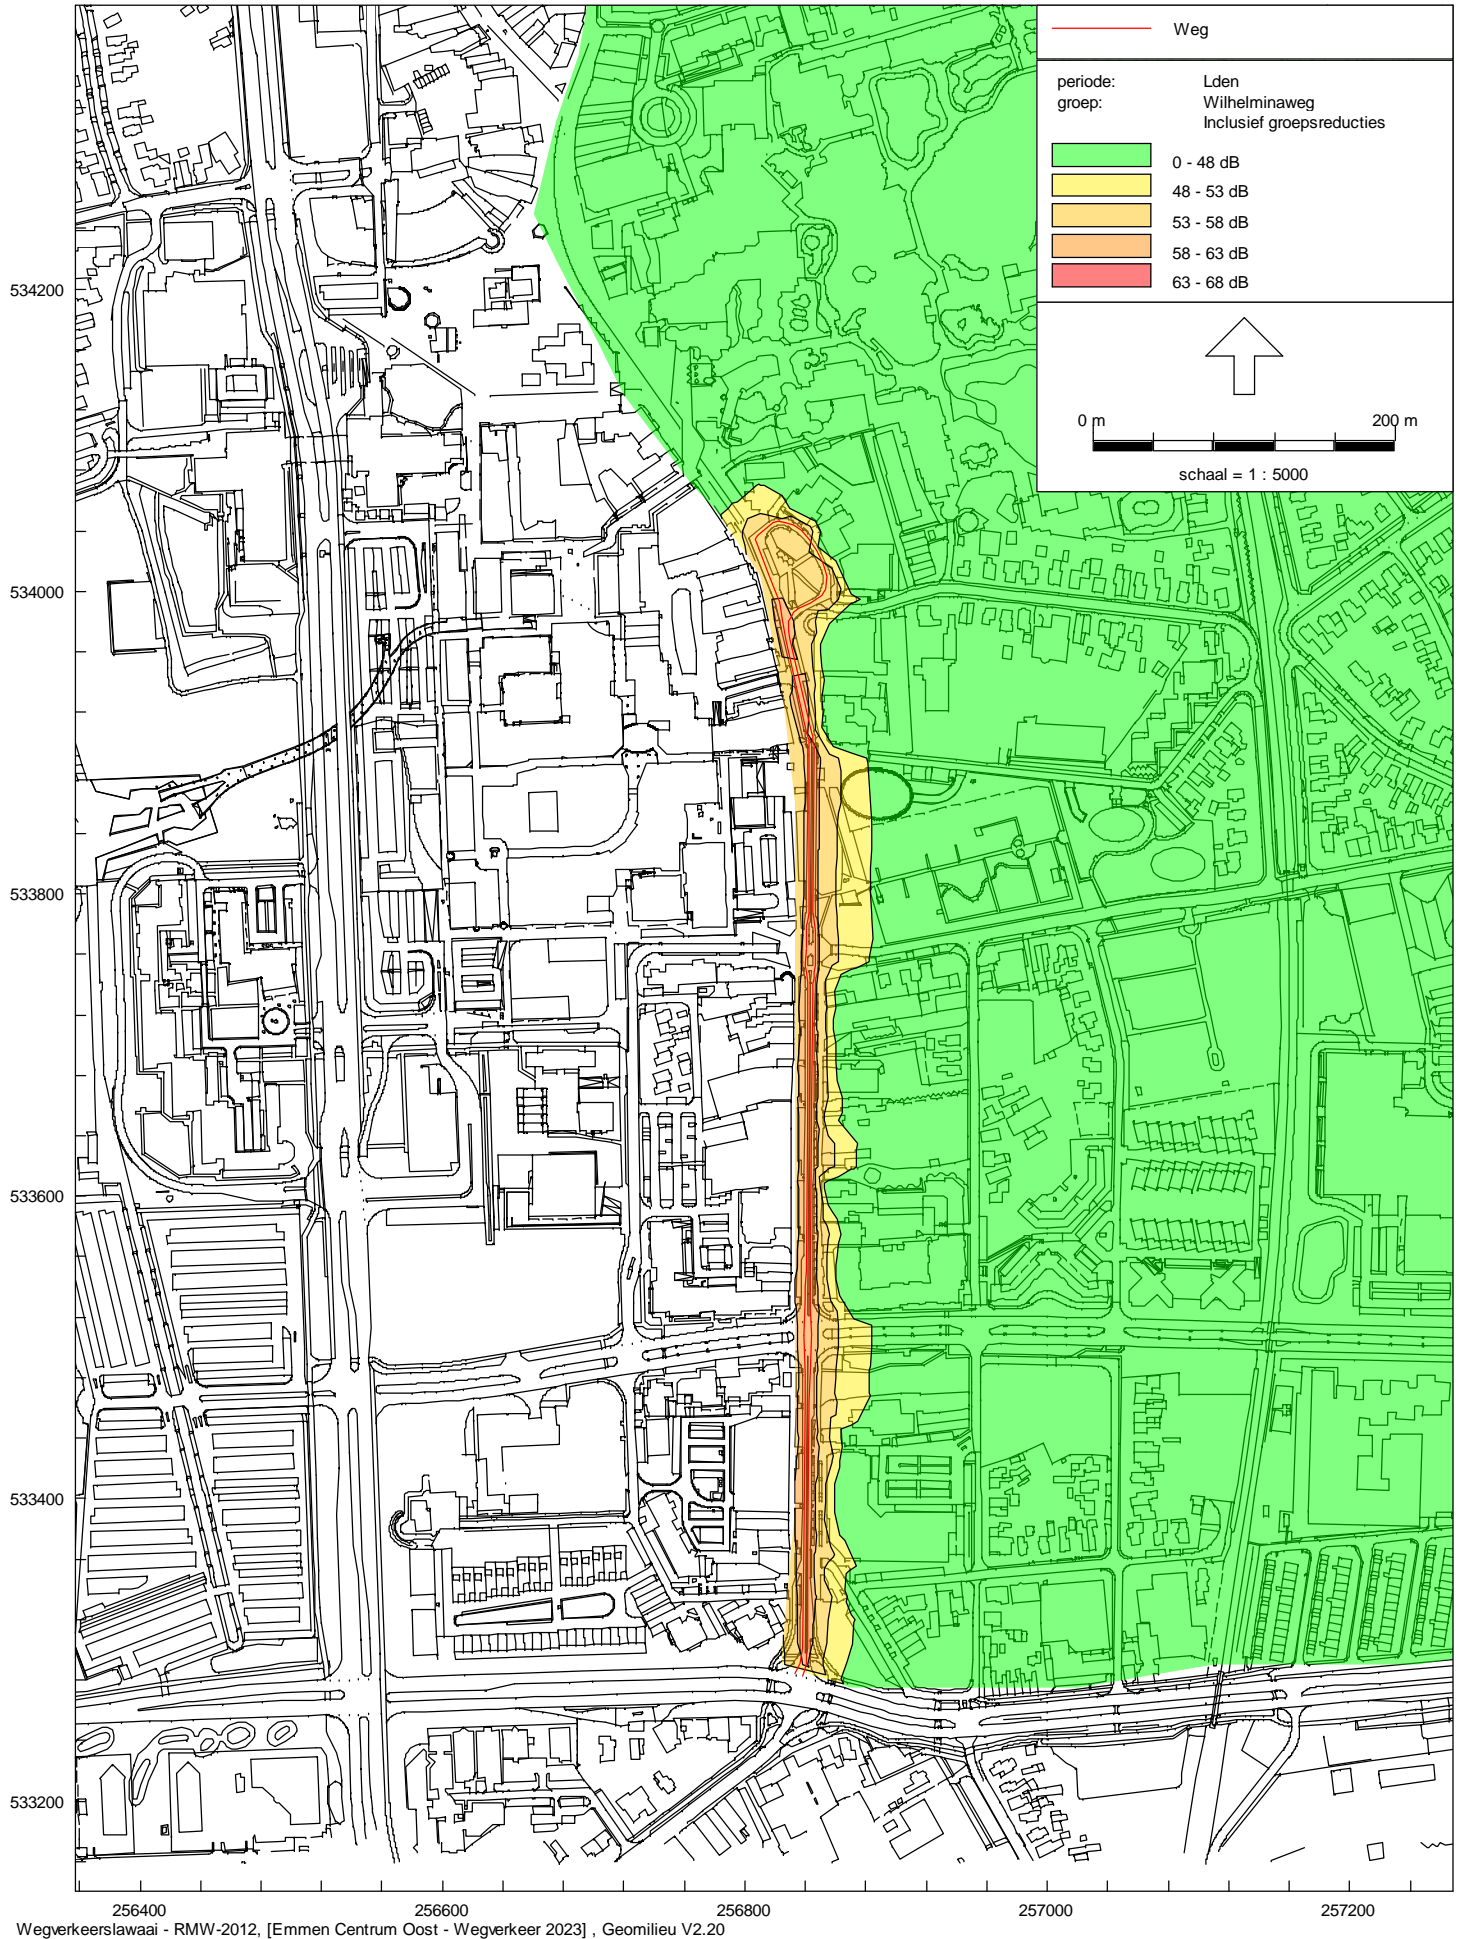 Weg
periode: Lden
groep: Wilhelminaweg
Inclusief groepsreducties
0 - 48 dB
48 - 53 dB
53 - 58 dB
58 - 63 dB
63 - 68 dB
0 m 200 m
schaal = 1 : 5000
534200
534000
533800
533600
533400
533200
256400 256600 256800 257000 257200
Wegverkeerslawaai - RMW-2012, [Emmen Centrum Oost - Wegverkeer 2023] , Geomilieu V2.20